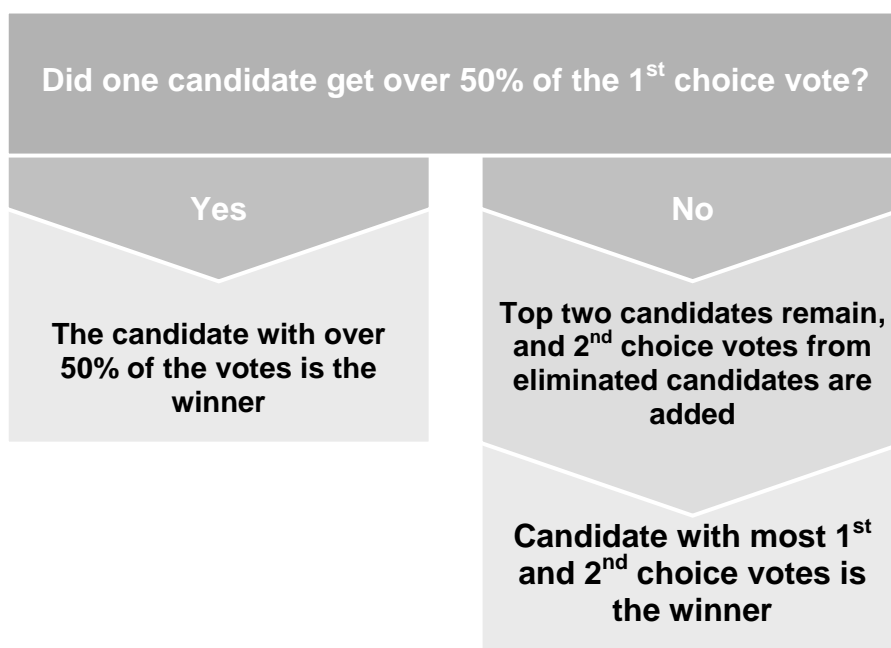 Did one candidate get over 50% of the 1st choice vote?
Yes
The candidate with over
50% of the votes is the
winner
No
Top two candidates remain,
and 2nd choice votes from
eliminated candidates are
added
Candidate with most 1st
and 2nd choice votes is
the winner